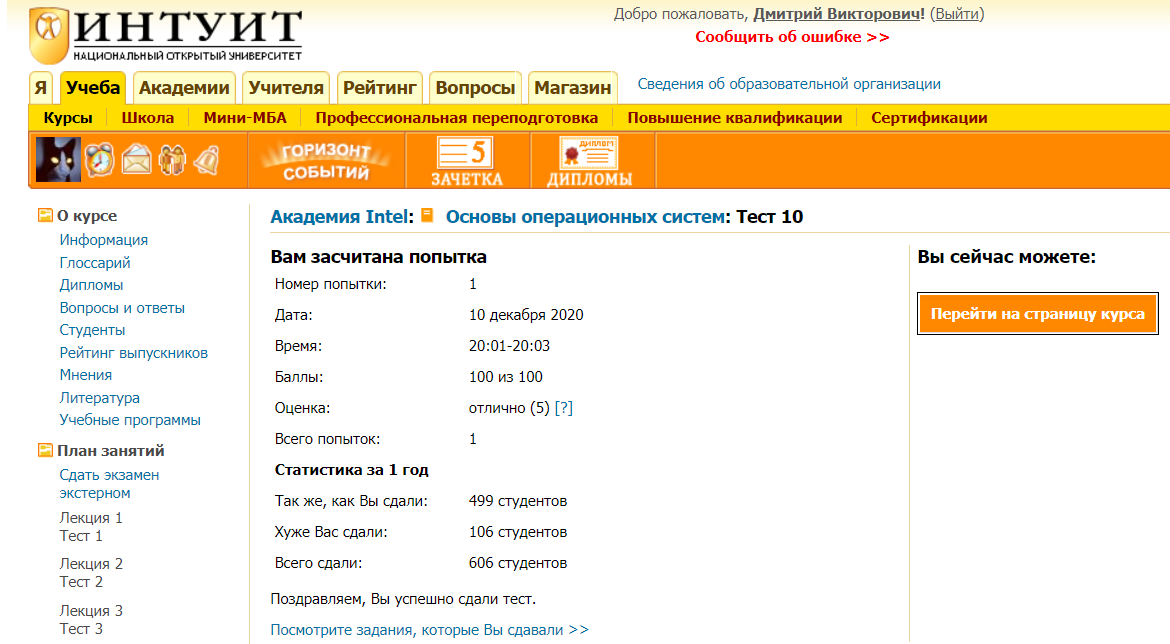 ИНТУИТ
НАЦИОНАЛЬНЫЙ ОТКРЫТЫЙ УНИВЕРСИТЕТ
Добро пожаловать, Дмитрий Викторович! (Выйти)
Сообщить об ошибке >>
Я Учеба Академии Учителя Рейтинг Вопросы Магазин Сведения об образовательной организации
Курсы Школа Мини-МБА Профессиональная переподготовка Повышение квалификации Сертификации
ГОРИЗОНТ СОБЫТИЙ
5 ЗАЧЕТКА
ДИПЛОМ ДИПЛОМЫ
О курсе
Информация
Глоссарий
Дипломы
Вопросы и ответы
Студенты
Рейтинг выпускников
Мнения
Литература
Учебные программы
План занятий
Сдать экзамен
экстерном
Лекция 1
Тест 1
Лекция 2
Тест 2
Лекция 3
Тест 3
Академия Intel: Основы операционных систем: Тест 10
Вам засчитана попытка
Номер попытки: 1
Дата: 10 декабря 2020
Время: 20:01-20:03
Баллы: 100 из 100
Оценка: отлично (5) [?]
Всего попыток: 1
Статистика за 1 год
Так же, как Вы сдали: 499 студентов
Хуже Вас сдали: 106 студентов
Всего сдали: 606 студентов
Поздравляем, Вы успешно сдали тест.
Посмотрите задания, которые Вы сдавали >>
Вы сейчас можете:
Перейти на страницу курса